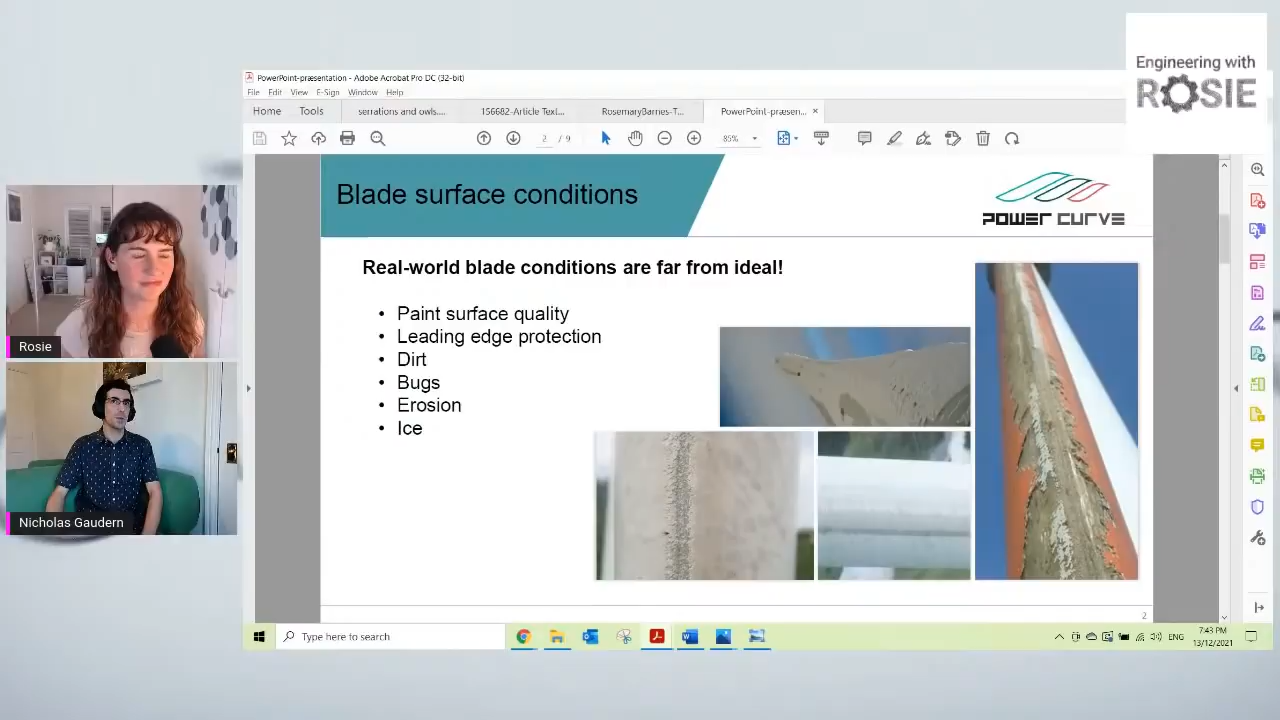 Engineering with
ROSIE
PowerPoint-præsentation - Adobe Acrobat Pro DC (32-bit)
File Edit View E-Sign Window Help
Home Tools serrations and owls.... 156682-Article Text... RosemaryBarnes-T... PowerPoint-præsen... ×
2 / 9 85%
Blade surface conditions
POWER CURVE
Real-world blade conditions are far from ideal!
• Paint surface quality
• Leading edge protection
• Dirt
• Bugs
• Erosion
• Ice
2
Rosie
Nicholas Gaudern
Type here to search
ENG
7:43 PM
13/12/2021